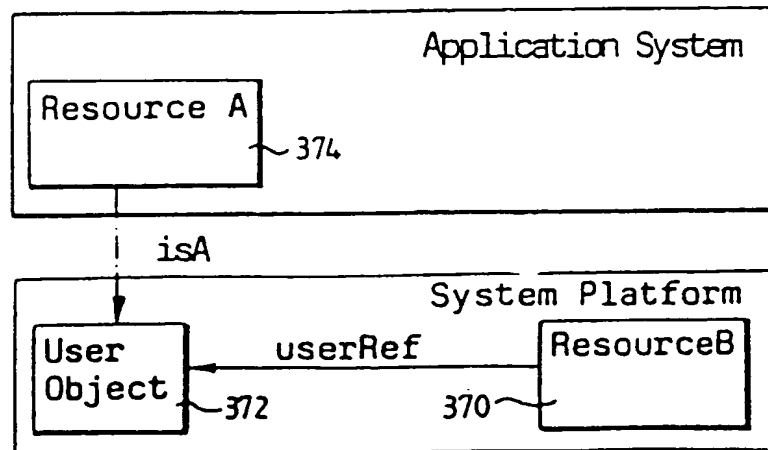 Application System
Resource A
374
isA
System Platform
User
Object
userRef
ResourceB
372
370